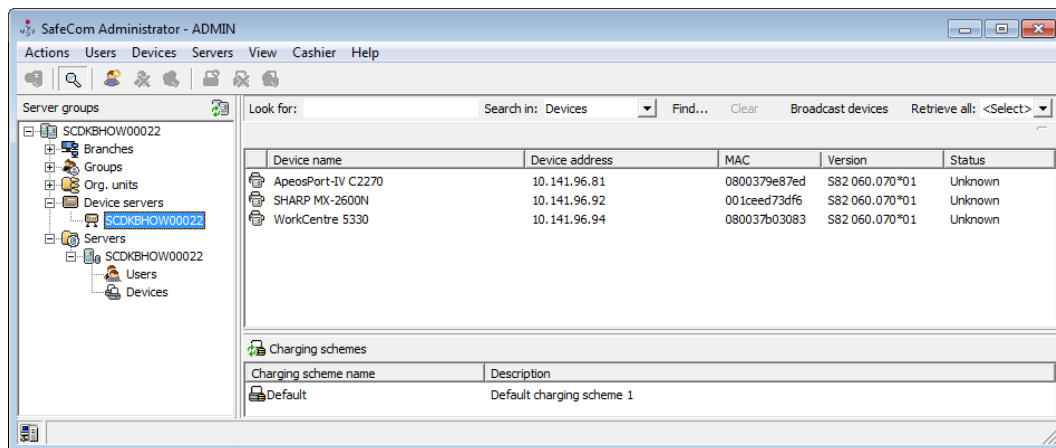 SafeCom Administrator - ADMIN
Actions Users Devices Servers View Cashier Help
Server groups
Look for: Search in: Devices Find... Clear Broadcast devices Retrieve all: <Select>
SCDKBHOW00022
Branches
Groups
Org. units
Device servers
SCDKBHOW00022
Servers
SCDKBHOW00022
Users
Devices
Device name Device address MAC Version Status
ApeosPort-IV C2270 10.141.96.81 0800379e87ed S82 060.070*01 Unknown
SHARP MX-2600N 10.141.96.92 001ceed73df6 S82 060.070*01 Unknown
WorkCentre 5330 10.141.96.94 080037b03083 S82 060.070*01 Unknown
Charging schemes
Charging scheme name Description
Default Default charging scheme 1